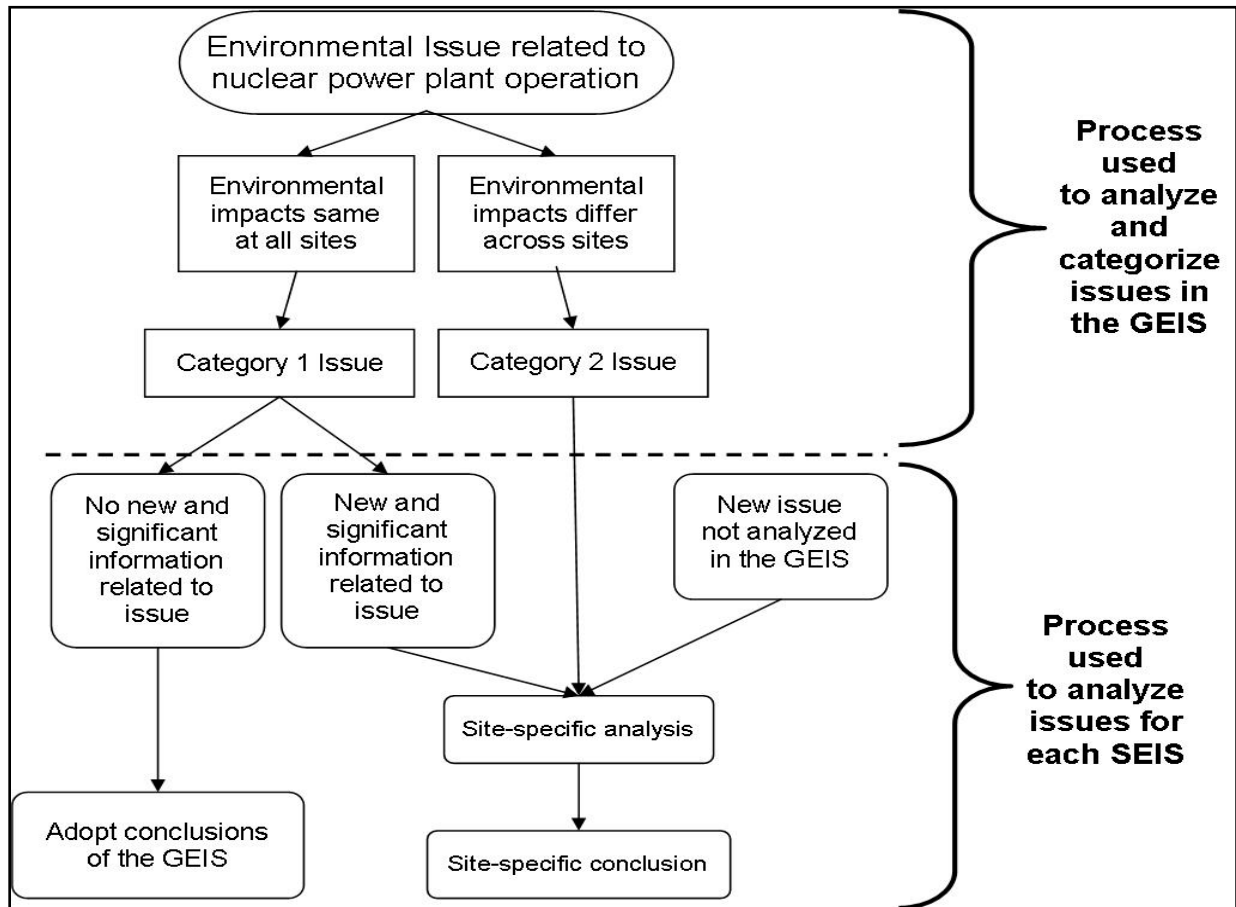 Environmental Issue related to
nuclear power plant operation
Environmental
impacts same
at all sites
Environmental
impacts differ
across sites
Category 1 Issue
Category 2 Issue
Process
used
to analyze
and
categorize
issues in
the GEIS
No new and
significant
information
related to
issue
New and
significant
information
related to
issue
New issue
not analyzed
in the GEIS
Site-specific analysis
Adopt conclusions
of the GEIS
Site-specific conclusion
Process
used
to analyze
issues for
each SEIS